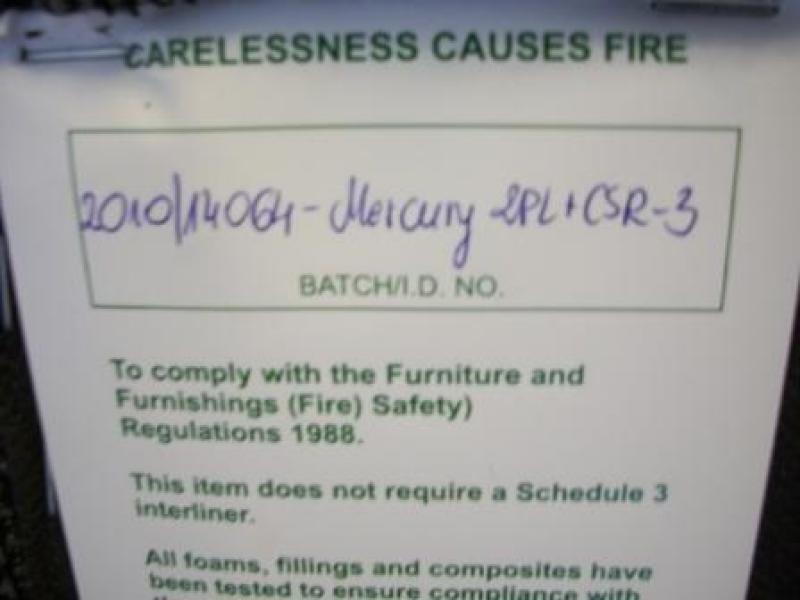 CARELESSNESS CAUSES FIRE
2010/14064 - Mercury 2PL + CSR-3
BATCH/I.D. NO.
To comply with the Furniture and
Furnishings (Fire) Safety)
Regulations 1988.
This item does not require a Schedule 3
interliner.
All foams, fillings and composites have
been tested to ensure compliance with